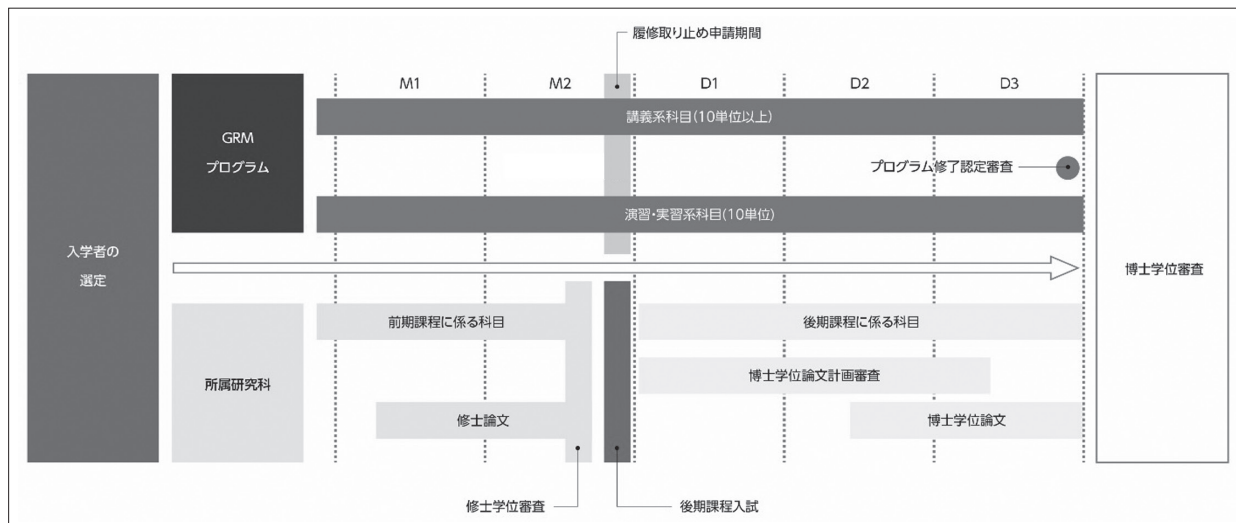 履修取り止め申請期間
M1
M2
D1
D2
D3
GRM
プログラム
講義系科目(10単位以上)
プログラム修了認定審査
演習・実習系科目(10単位)
入学者の
選定
博士学位審査
所属研究科
前期課程に係る科目
後期課程に係る科目
博士学位論文計画審査
修士論文
博士学位論文
修士学位審査
後期課程入試